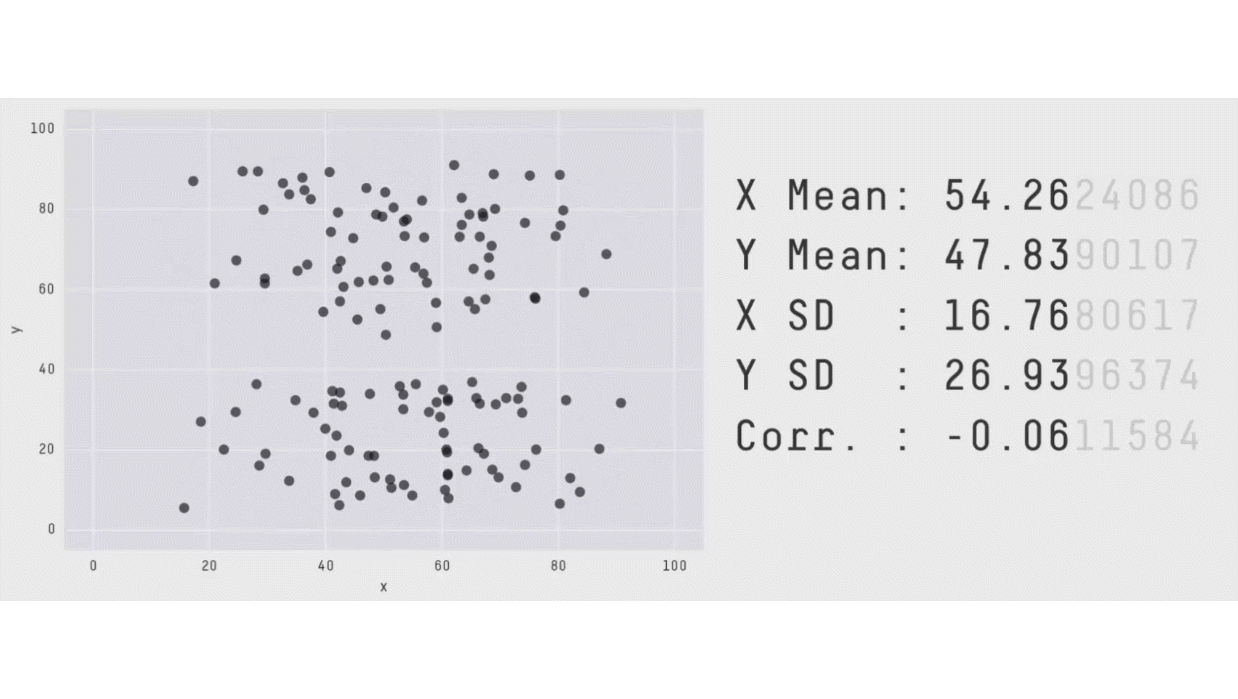 100
80
60
40
20
0
y
0 20 40 60 80 100
x
X Mean: 54.2624086
Y Mean: 47.8390107
X SD : 16.7680617
Y SD : 26.9396374
Corr. : -0.0611584